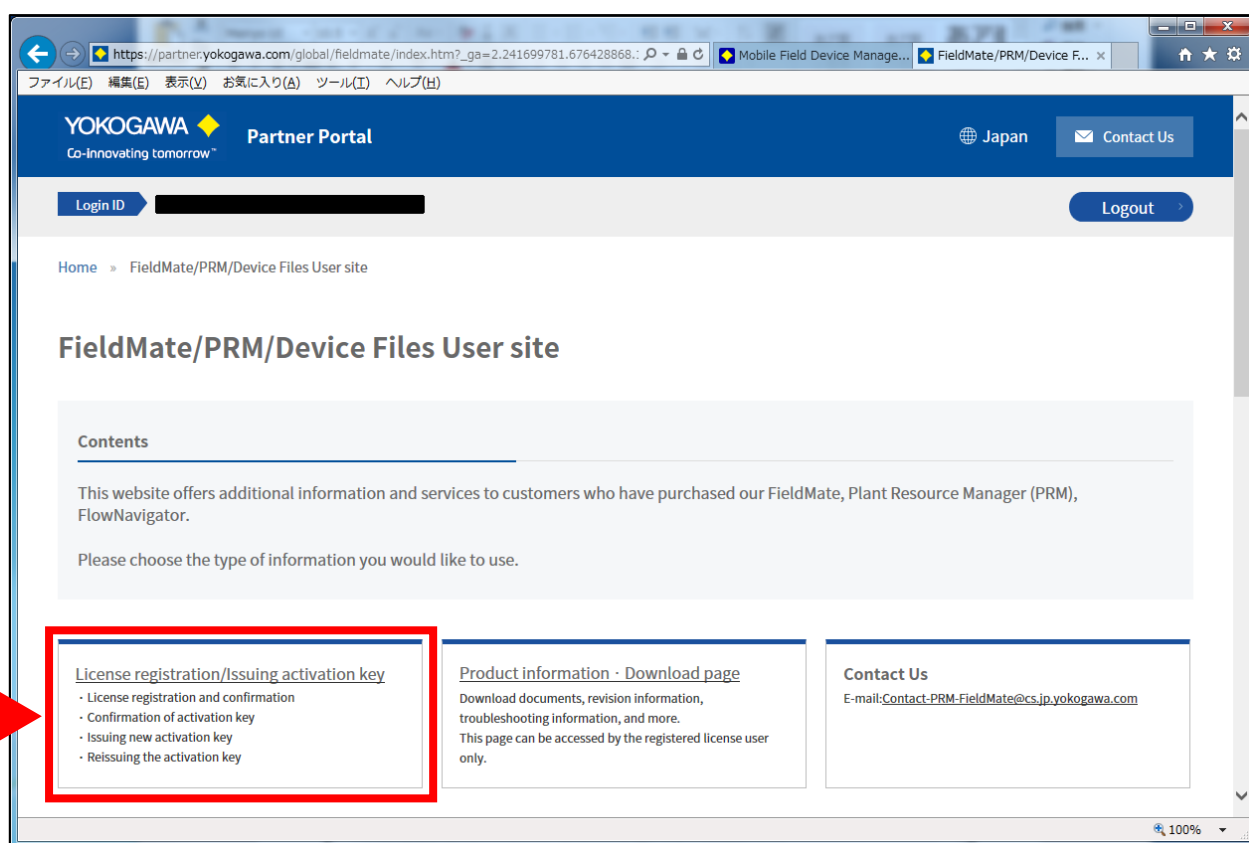 https://partner.yokogawa.com/global/fieldmate/index.htm?_ga=2.241699781.676428868.:
Mobile Field Device Manage...
FieldMate/PRM/Device F...
ファイル(F) 編集(E) 表示(V) お気に入り(A) ツール(T) ヘルプ(H)
YOKOGAWA
Co-innovating tomorrow™
Partner Portal
Japan
Contact Us
Login ID
Logout
Home » FieldMate/PRM/Device Files User site
FieldMate/PRM/Device Files User site
Contents
This website offers additional information and services to customers who have purchased our FieldMate, Plant Resource Manager (PRM),
FlowNavigator.
Please choose the type of information you would like to use.
License registration/Issuing activation key
・License registration and confirmation
・Confirmation of activation key
・Issuing new activation key
・Reissuing the activation key
Product information・Download page
Download documents, revision information,
troubleshooting information, and more.
This page can be accessed by the registered license user
only.
Contact Us
E-mail:Contact-PRM-FieldMate@cs.jp.yokogawa.com
100%